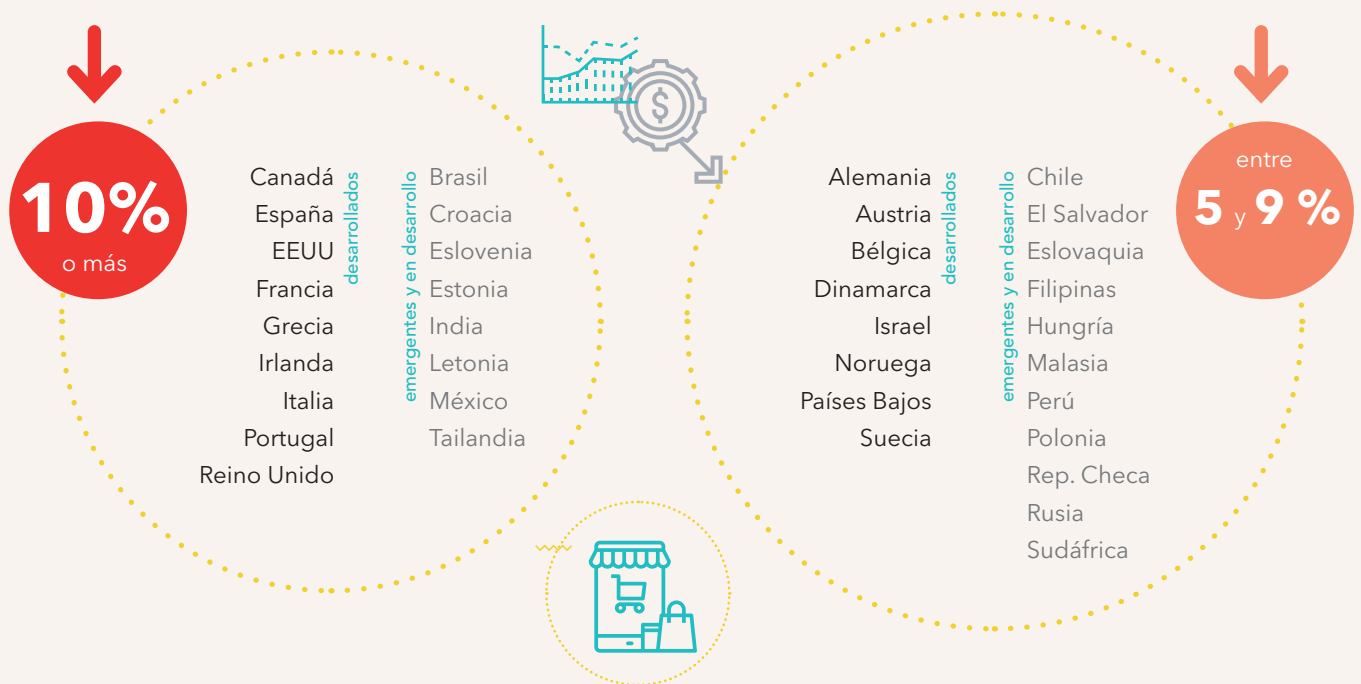 10%
o más
Canadá
España
EEUU
Francia
Grecia
Irlanda
Italia
Portugal
Reino Unido
desarrollados
emergentes y en desarrollo
Brasil
Croacia
Eslovenia
Estonia
India
Letonia
México
Tailandia
$
Alemania
Austria
Bélgica
Dinamarca
Israel
Noruega
Países Bajos
Suecia
desarrollados
emergentes y en desarrollo
Chile
El Salvador
Eslovaquia
Filipinas
Hungría
Malasia
Perú
Polonia
Rep. Checa
Rusia
Sudáfrica
entre
5 y 9 %